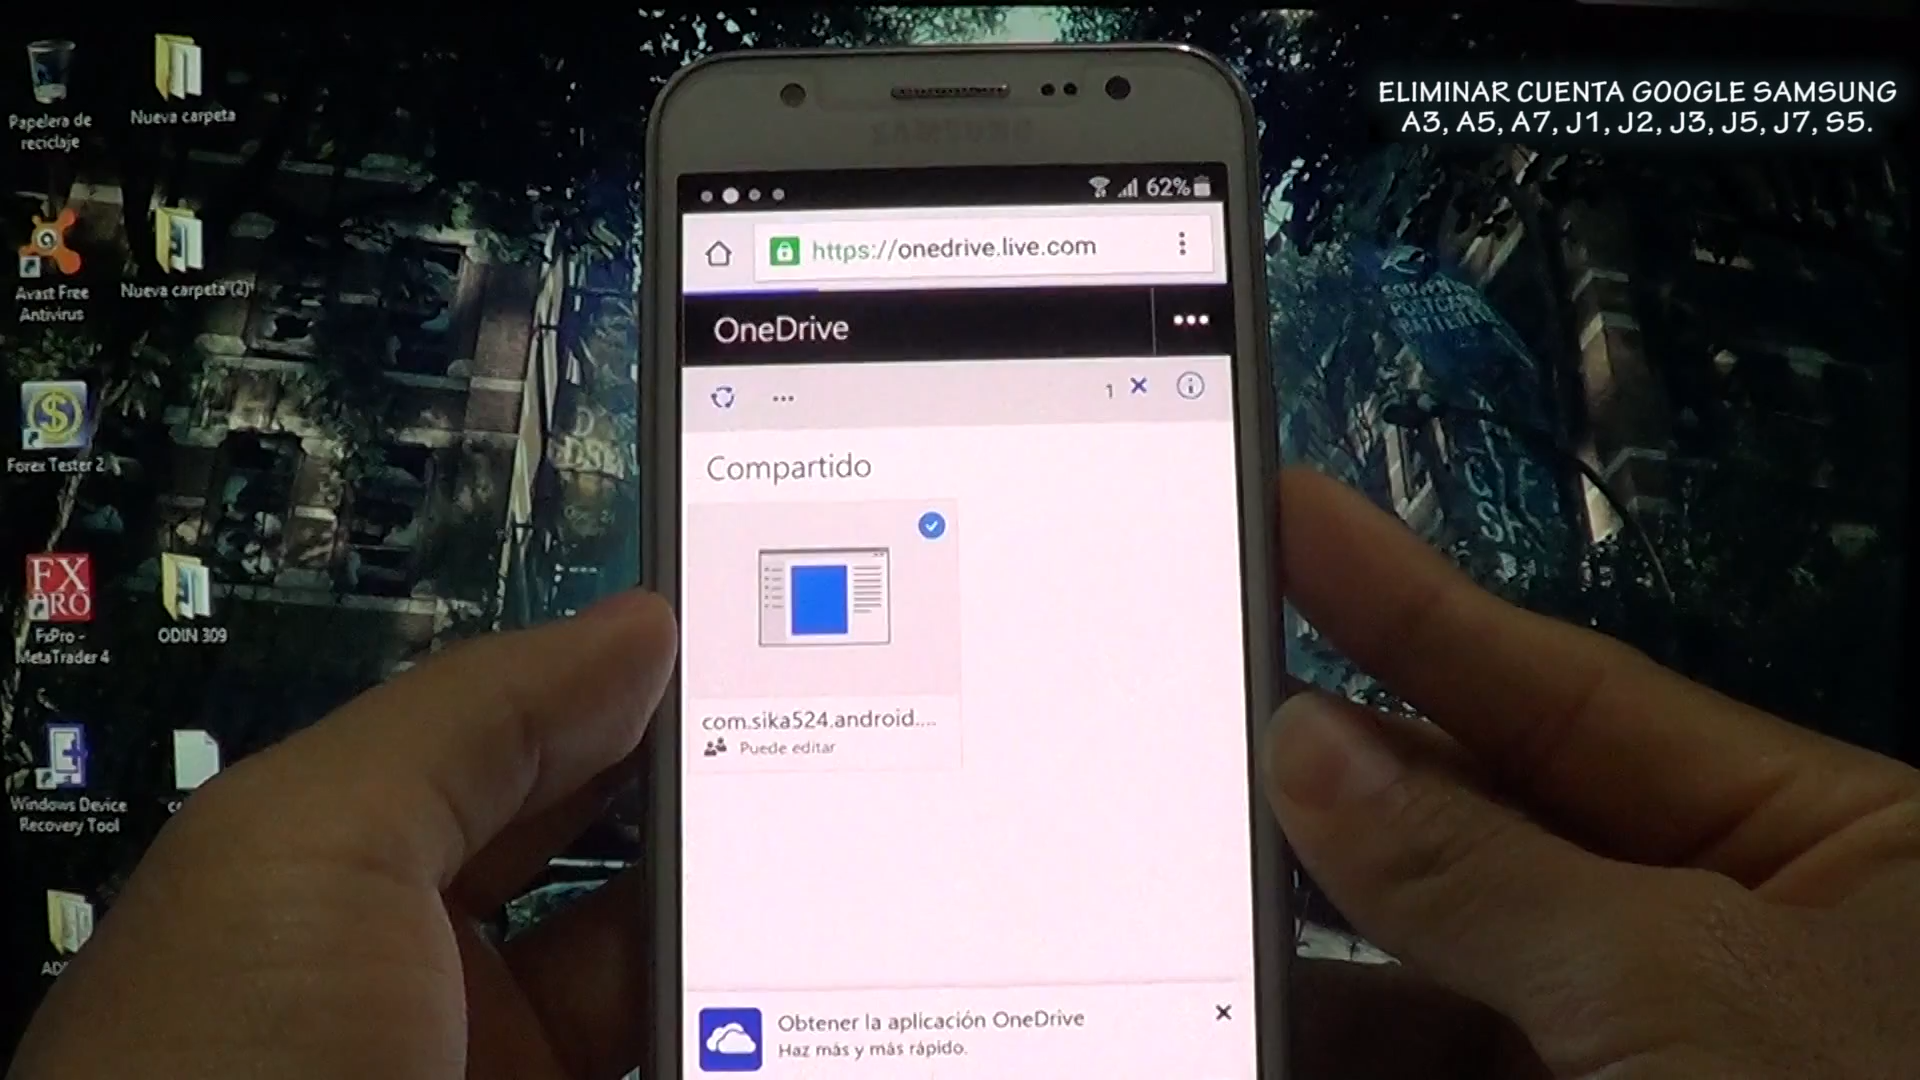 Papelera de
reciclaje
Nueva carpeta
Avast Free
Antivirus
Nueva carpeta (2)
Forex Tester 2
FX
PRO
FxPro -
MetaTrader 4
ODIN 309
Windows Device
Recovery Tool
ELIMINAR CUENTA GOOGLE SAMSUNG
A3, A5, A7, J1, J2, J3, J5, J7, S5.
SAMSUNG
62%
https://onedrive.live.com
OneDrive
1
Compartido
com.sika524.android....
Puede editar
Obtener la aplicación OneDrive
Haz más y más rápido.